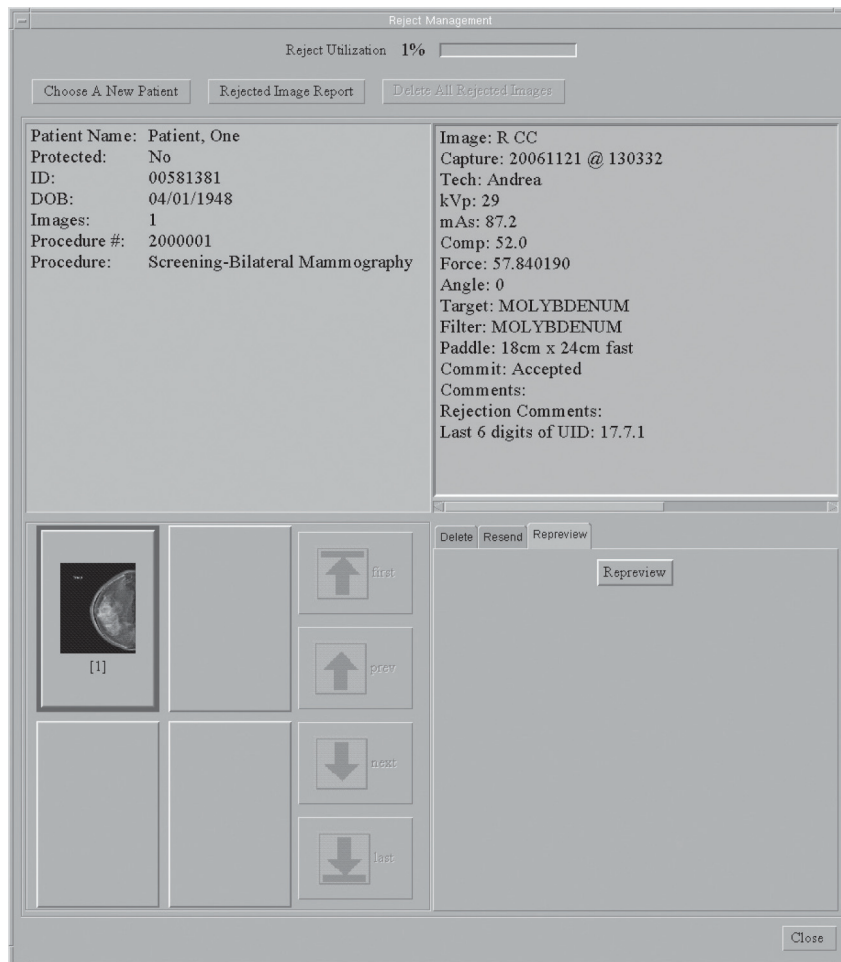 Reject Management
Reject Utilization 1%
Choose A New Patient Rejected Image Report Delete All Rejected Images
Patient Name: Patient, One
Protected: No
ID: 00581381
DOB: 04/01/1948
Images: 1
Procedure #: 2000001
Procedure: Screening-Bilateral Mammography
Image: R CC
Capture: 20061121 @ 130332
Tech: Andrea
kVp: 29
mAs: 87.2
Comp: 52.0
Force: 57.840190
Angle: 0
Target: MOLYBDENUM
Filter: MOLYBDENUM
Paddle: 18cm x 24cm fast
Commit: Accepted
Comments:
Rejection Comments:
Last 6 digits of UID: 17.7.1
[1]
first
prev
next
last
Delete Resend Repreview
Repreview
Close